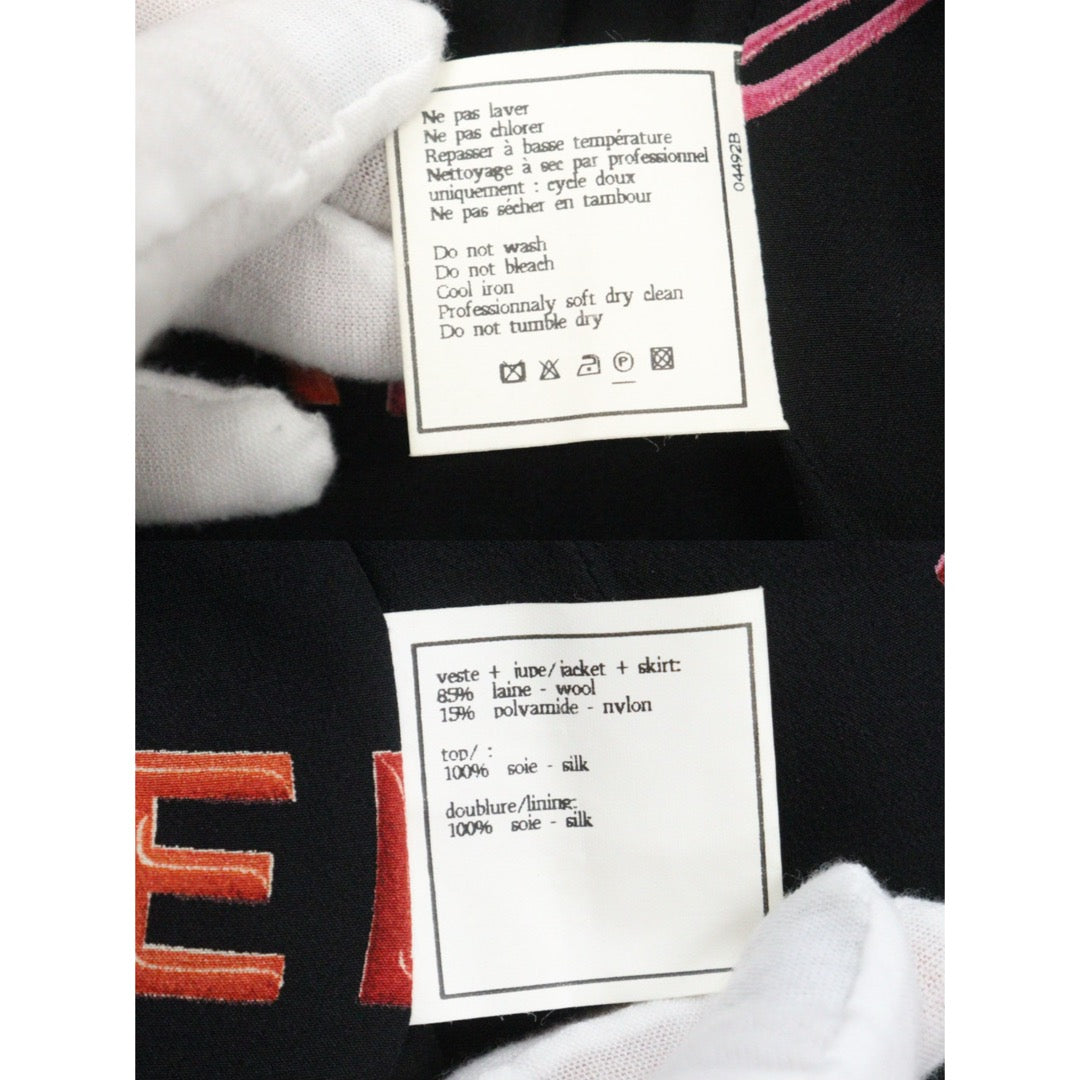 Ne pas laver
Ne pas chlorer
Repasser à basse température
Nettoyage à sec par professionnel
uniquement : cycle doux
Ne pas sécher en tambour
Do not wash
Do not bleach
Cool iron
Professionnaly soft dry clean
Do not tumble dry
P
04492B
veste + jupe/jacket + skirt:
85% laine - wool
15% polyamide - nylon
top/ :
100% soie - silk
doublure/lining:
100% soie - silk
E